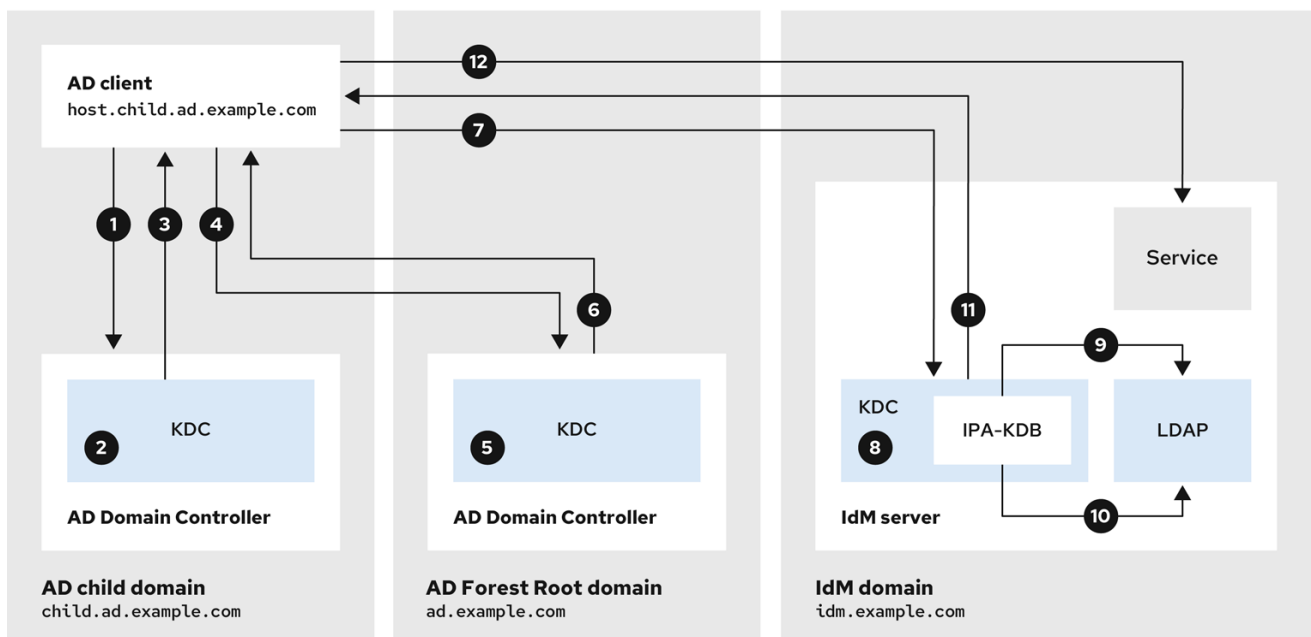 12
AD client
host.child.ad.example.com
7
1
3
4
6
11
Service
9
KDC
2
AD Domain Controller
KDC
5
AD Domain Controller
KDC
8
IPA-KDB
LDAP
10
IdM server
AD child domain
child.ad.example.com
AD Forest Root domain
ad.example.com
IdM domain
idm.example.com